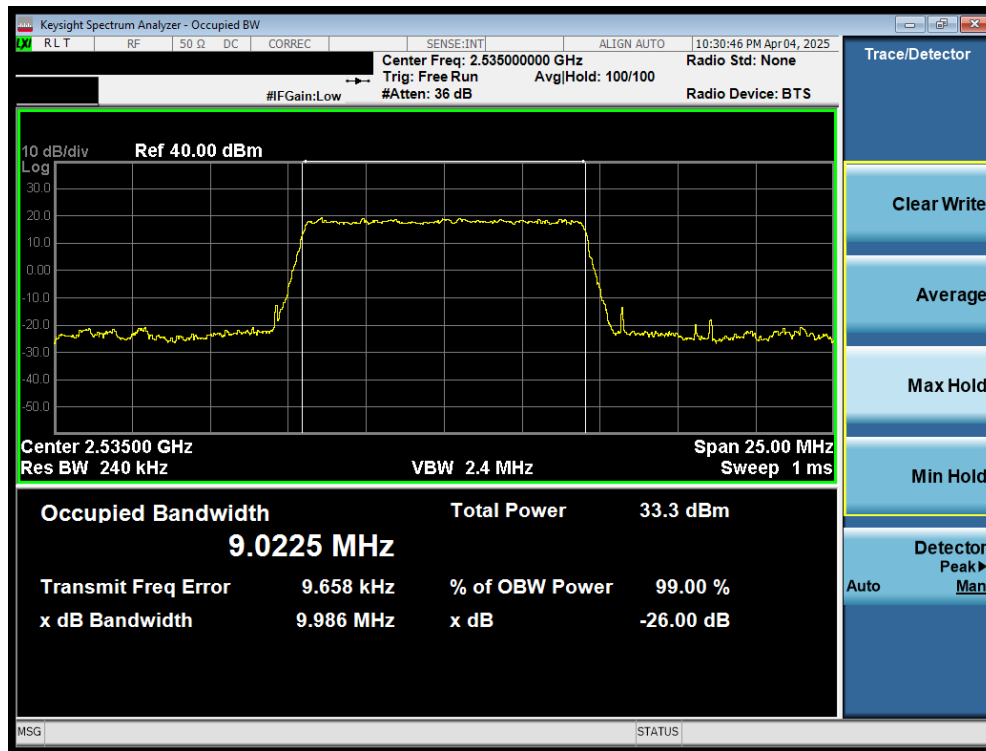 Keysight Spectrum Analyzer - Occupied BW
LXI RLT RF 50 Ω DC CORREC SENSE:INT ALIGN AUTO 10:30:46 PM Apr 04, 2025
Center Freq: 2.535000000 GHz Radio Std: None
Trig: Free Run Avg|Hold: 100/100
#IFGain:Low #Atten: 36 dB Radio Device: BTS
10 dB/div Ref 40.00 dBm
Log
30.0
20.0
10.0
0.00
-10.0
-20.0
-30.0
-40.0
-50.0
Center 2.53500 GHz Span 25.00 MHz
Res BW 240 kHz VBW 2.4 MHz Sweep 1 ms
Occupied Bandwidth Total Power 33.3 dBm
9.0225 MHz
Transmit Freq Error 9.658 kHz % of OBW Power 99.00 %
x dB Bandwidth 9.986 MHz x dB -26.00 dB
MSG STATUS
Trace/Detector
Clear Write
Average
Max Hold
Min Hold
Detector
Peak
Auto Man